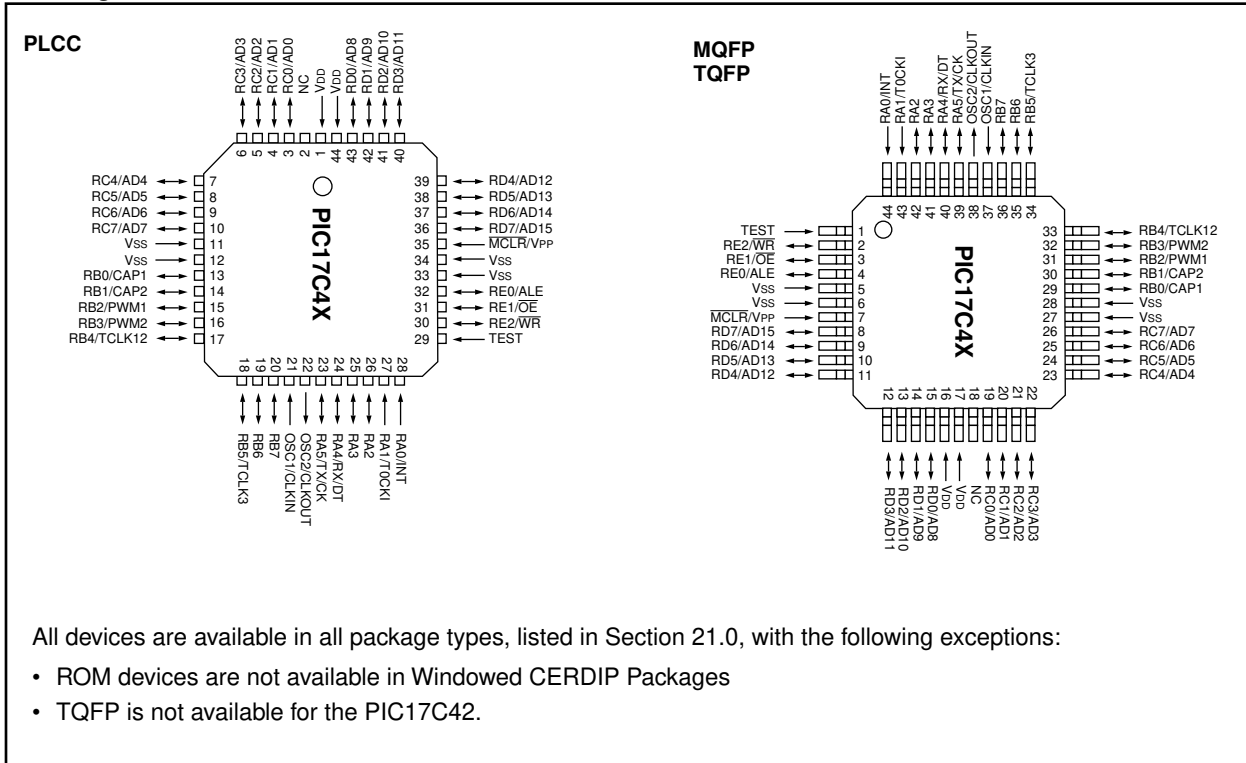 PLCC
RC3/AD3
RC2/AD2
RC1/AD1
RC0/AD0
NC
VDD
VDD
RD0/AD8
RD1/AD9
RD2/AD10
RD3/AD11
6
5
4
3
2
1
44
43
42
41
40
RC4/AD4
RC5/AD5
RC6/AD6
RC7/AD7
VSS
VSS
RB0/CAP1
RB1/CAP2
RB2/PWM1
RB3/PWM2
RB4/TCLK12
7
8
9
10
11
12
13
14
15
16
17
PIC17C4X
39
38
37
36
35
34
33
32
31
30
29
RD4/AD12
RD5/AD13
RD6/AD14
RD7/AD15
MCLR/VPP
VSS
VSS
RE0/ALE
RE1/OE
RE2/WR
TEST
18
19
20
21
22
23
24
25
26
27
28
RB5/TCLK3
RB6
RB7
OSC1/CLKIN
OSC2/CLKOUT
RA5/TX/CK
RA4/RX/DT
RA3
RA2
RA1/T0CKI
RA0/INT
MQFP
TQFP
RA0/INT
RA1/T0CKI
RA2
RA3
RA4/RX/DT
RA5/TX/CK
OSC2/CLKOUT
OSC1/CLKIN
RB7
RB6
RB5/TCLK3
44
43
42
41
40
39
38
37
36
35
34
TEST
RE2/WR
RE1/OE
RE0/ALE
VSS
VSS
MCLR/VPP
RD7/AD15
RD6/AD14
RD5/AD13
RD4/AD12
1
2
3
4
5
6
7
8
9
10
11
PIC17C4X
33
32
31
30
29
28
27
26
25
24
23
RB4/TCLK12
RB3/PWM2
RB2/PWM1
RB1/CAP2
RB0/CAP1
VSS
VSS
RC7/AD7
RC6/AD6
RC5/AD5
RC4/AD4
12
13
14
15
16
17
18
19
20
21
22
RD3/AD11
RD2/AD10
RD1/AD9
RD0/AD8
VDD
VDD
NC
RC0/AD0
RC1/AD1
RC2/AD2
RC3/AD3
All devices are available in all package types, listed in Section 21.0, with the following exceptions:
• ROM devices are not available in Windowed CERDIP Packages
• TQFP is not available for the PIC17C42.